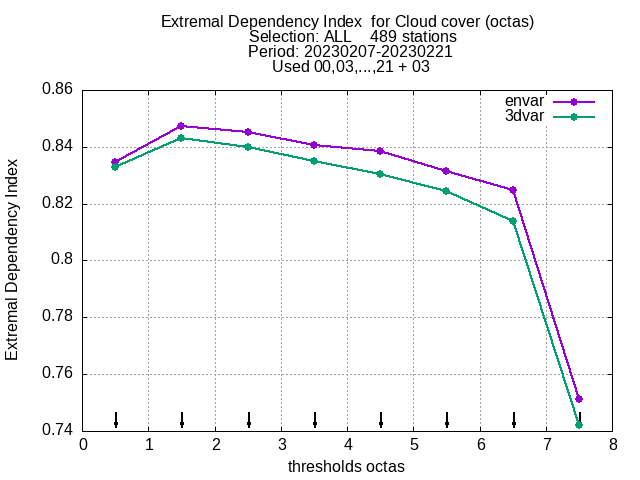 Extremal Dependency Index  for Cloud cover (octas)
Selection: ALL    489 stations
Period: 20230207-20230221
Used 00,03,...,21 + 03
envar
3dvar
0.86
0.84
0.82
0.8
0.78
0.76
0.74
Extremal Dependency Index
0 1 2 3 4 5 6 7 8
thresholds octas